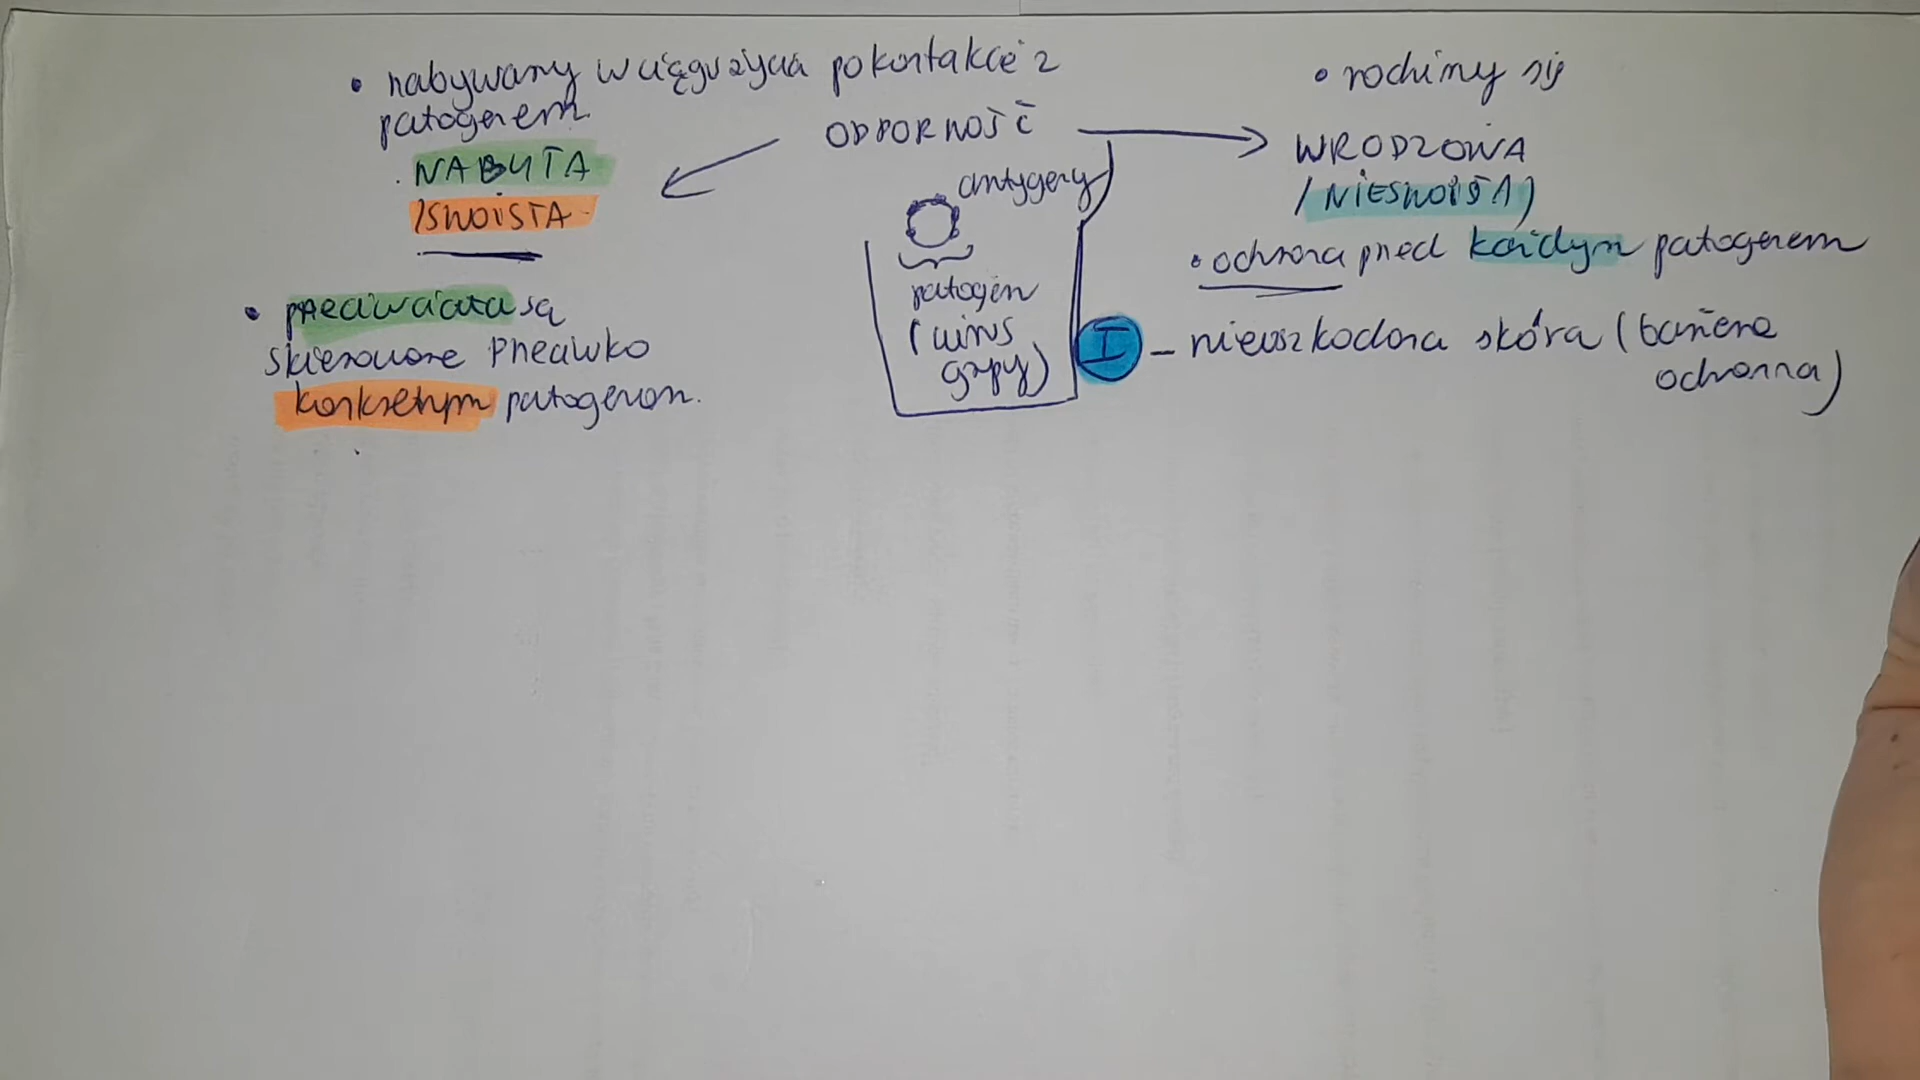 • nabywamy w ciągu życia po kontakcie z
patogenem.
NABYTA
/SWOISTA
• przeciwciała są
skierowane przeciwko
konkretnym patogenom.
ODPORNOŚĆ
antygeny
patogen
(wirus
grypy)
• rodzimy się
WRODZONA
/NIESWOISTA)
• ochrona przed każdym patogenem
I – nieuszkodzona skóra (bariera
ochronna)